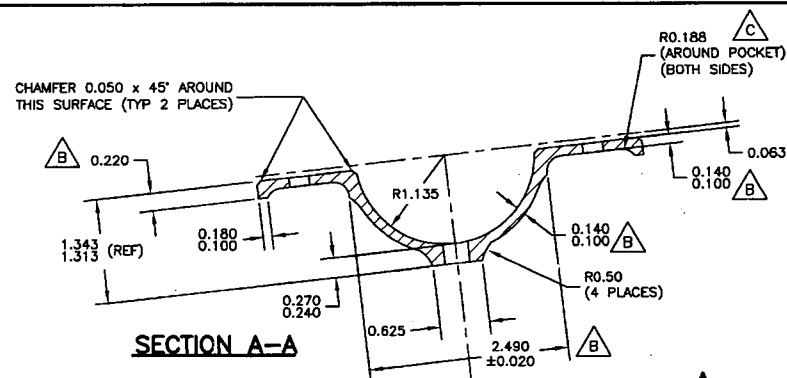 C
R0.188
(AROUND POCKET)
(BOTH SIDES)
CHAMFER 0.050 x 45° AROUND
THIS SURFACE (TYP 2 PLACES)
B 0.220
0.063
0.140
0.100 B
R1.135
0.180
0.100
0.140
0.100 B
1.343
1.313 (REF)
R0.50
(4 PLACES)
0.270
0.240
0.625
2.490
±0.020
B
SECTION A-A
A